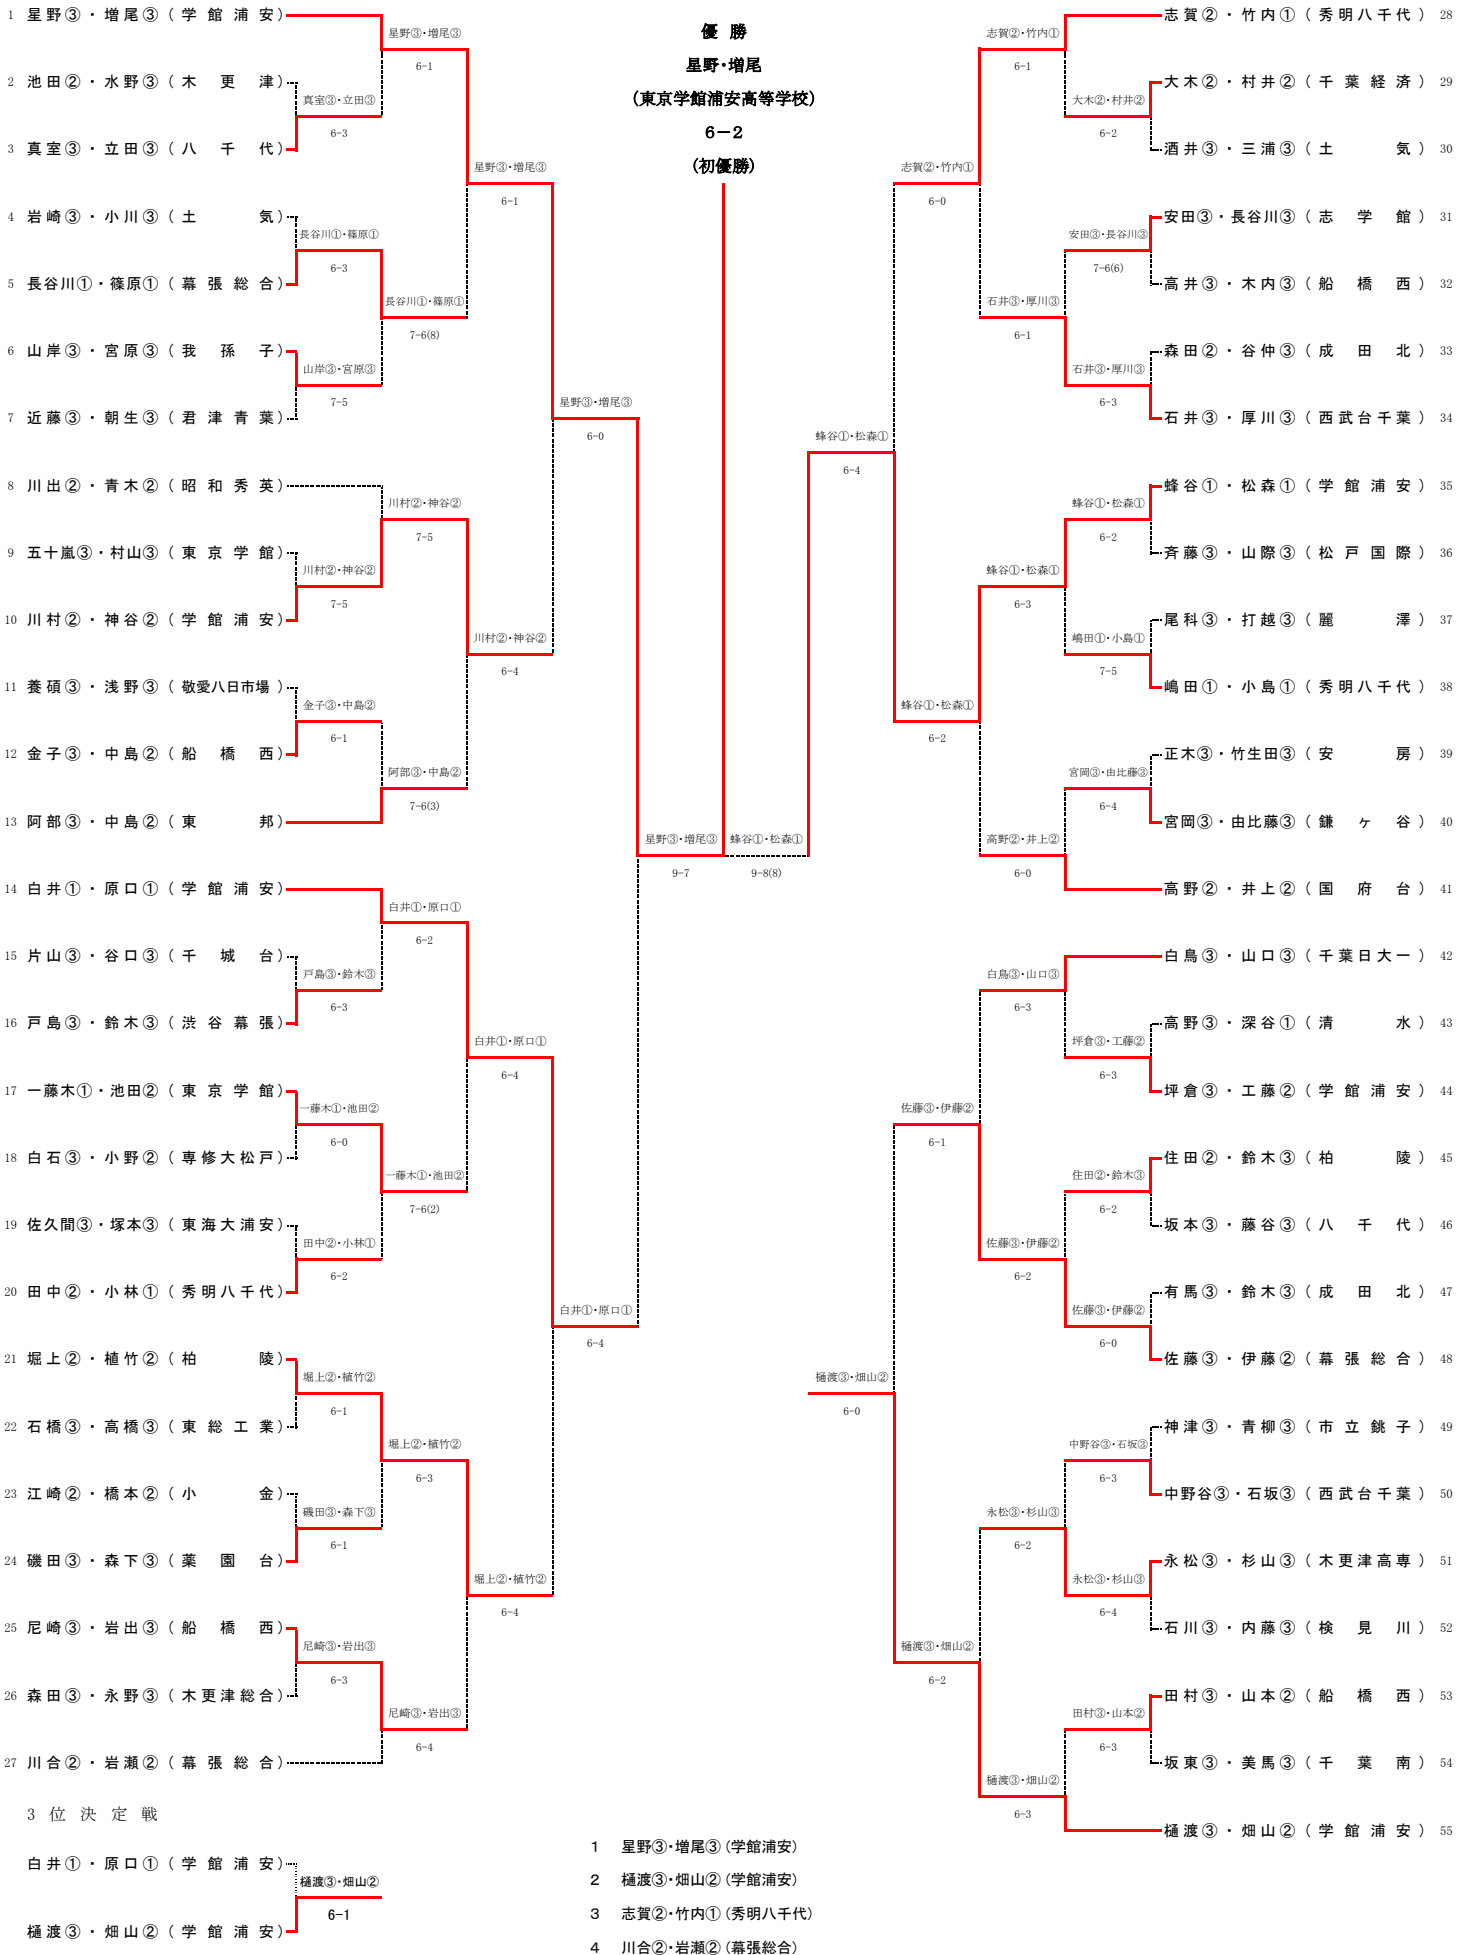 優 勝
星野・増尾
(東京学館浦安高等学校)
6－2
(初優勝)
1 星野③・増尾③(学館浦安)
2 池田②・水野③(木更津)
3 真室③・立田③(八千代)
4 岩崎③・小川③(土気)
5 長谷川①・篠原①(幕張総合)
6 山岸③・宮原③(我孫子)
7 近藤③・朝生③(君津青葉)
8 川出②・青木②(昭和秀英)
9 五十嵐③・村山③(東京学館)
10 川村②・神谷②(学館浦安)
11 養碩③・浅野③(敬愛八日市場)
12 金子③・中島②(船橋西)
13 阿部③・中島②(東邦)
14 白井①・原口①(学館浦安)
15 片山③・谷口③(千城台)
16 戸島③・鈴木③(渋谷幕張)
17 一藤木①・池田②(東京学館)
18 白石③・小野②(専修大松戸)
19 佐久間③・塚本③(東海大浦安)
20 田中②・小林①(秀明八千代)
21 堀上②・植竹②(柏陵)
22 石橋③・高橋③(東総工業)
23 江崎②・橋本②(小金)
24 磯田③・森下③(薬園台)
25 尼崎③・岩出③(船橋西)
26 森田③・永野③(木更津総合)
27 川合②・岩瀬②(幕張総合)
真室③・立田③
6-3
長谷川①・篠原①
6-3
山岸③・宮原③
7-5
川村②・神谷②
7-5
金子③・中島②
6-1
戸島③・鈴木③
6-3
一藤木①・池田②
6-0
田中②・小林①
6-2
堀上②・植竹②
6-1
磯田③・森下③
6-1
尼崎③・岩出③
6-3
星野③・増尾③
6-1
長谷川①・篠原①
7-6(8)
川村②・神谷②
7-5
阿部③・中島②
7-6(3)
白井①・原口①
6-2
一藤木①・池田②
7-6(2)
堀上②・植竹②
6-3
尼崎③・岩出③
6-4
星野③・増尾③
6-1
川村②・神谷②
6-4
白井①・原口①
6-4
堀上②・植竹②
6-4
星野③・増尾③
6-0
白井①・原口①
6-4
星野③・増尾③
9-7
蜂谷①・松森①
9-8(8)
蜂谷①・松森①
6-4
樋渡③・畑山②
6-0
志賀②・竹内①
6-0
蜂谷①・松森①
6-2
佐藤③・伊藤②
6-1
樋渡③・畑山②
6-2
志賀②・竹内①
6-1
石井③・厚川③
6-1
蜂谷①・松森①
6-3
高野②・井上②
6-0
白鳥③・山口③
6-3
佐藤③・伊藤②
6-2
永松③・杉山③
6-2
樋渡③・畑山②
6-3
大木②・村井②
6-2
安田③・長谷川③
7-6(6)
石井③・厚川③
6-3
蜂谷①・松森①
6-2
嶋田①・小島①
7-5
宮岡③・由比藤③
6-4
坪倉③・工藤②
6-3
住田②・鈴木③
6-2
佐藤③・伊藤②
6-0
中野谷③・石坂③
6-3
永松③・杉山③
6-4
田村③・山本②
6-3
志賀②・竹内①(秀明八千代) 28
大木②・村井②(千葉経済) 29
酒井③・三浦③(土気) 30
安田③・長谷川③(志学館) 31
高井③・木内③(船橋西) 32
森田②・谷仲③(成田北) 33
石井③・厚川③(西武台千葉) 34
蜂谷①・松森①(学館浦安) 35
斉藤③・山際③(松戸国際) 36
尾科③・打越③(麗澤) 37
嶋田①・小島①(秀明八千代) 38
正木③・竹生田③(安房) 39
宮岡③・由比藤③(鎌ヶ谷) 40
高野②・井上②(国府台) 41
白鳥③・山口③(千葉日大一) 42
高野③・深谷①(清水) 43
坪倉③・工藤②(学館浦安) 44
住田②・鈴木③(柏陵) 45
坂本③・藤谷③(八千代) 46
有馬③・鈴木③(成田北) 47
佐藤③・伊藤②(幕張総合) 48
神津③・青柳③(市立銚子) 49
中野谷③・石坂③(西武台千葉) 50
永松③・杉山③(木更津高専) 51
石川③・内藤③(検見川) 52
田村③・山本②(船橋西) 53
坂東③・美馬③(千葉南) 54
樋渡③・畑山②(学館浦安) 55
3 位 決 定 戦
白井①・原口①(学館浦安)
樋渡③・畑山②(学館浦安)
樋渡③・畑山②
6-1
1 星野③・増尾③(学館浦安)
2 樋渡③・畑山②(学館浦安)
3 志賀②・竹内①(秀明八千代)
4 川合②・岩瀬②(幕張総合)